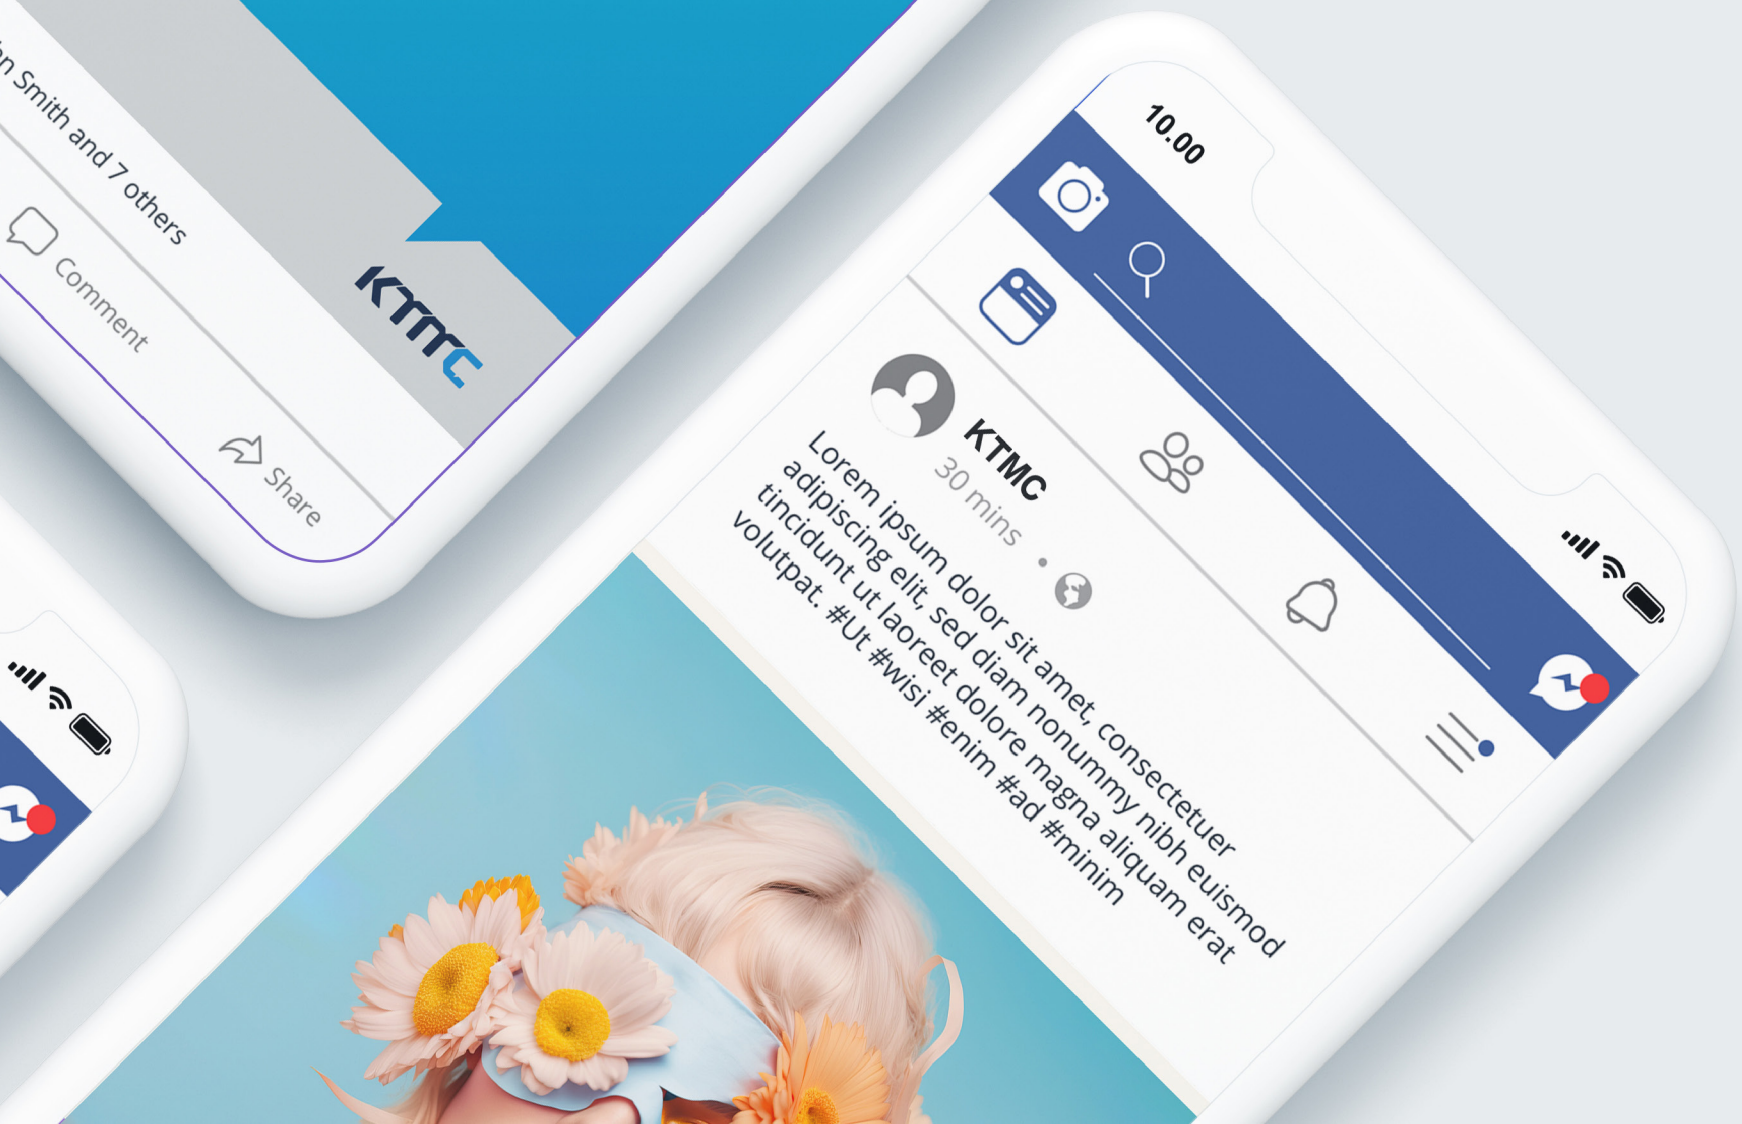 Smith and 7 others
Comment
Share
KTMC
10.00
KTMC
30 mins
Lorem ipsum dolor sit amet, consectetuer
adipiscing elit, sed diam nonummy nibh euismod
tincidunt ut laoreet dolore magna aliquam erat
volutpat. #Ut #wisi #enim #ad #minim